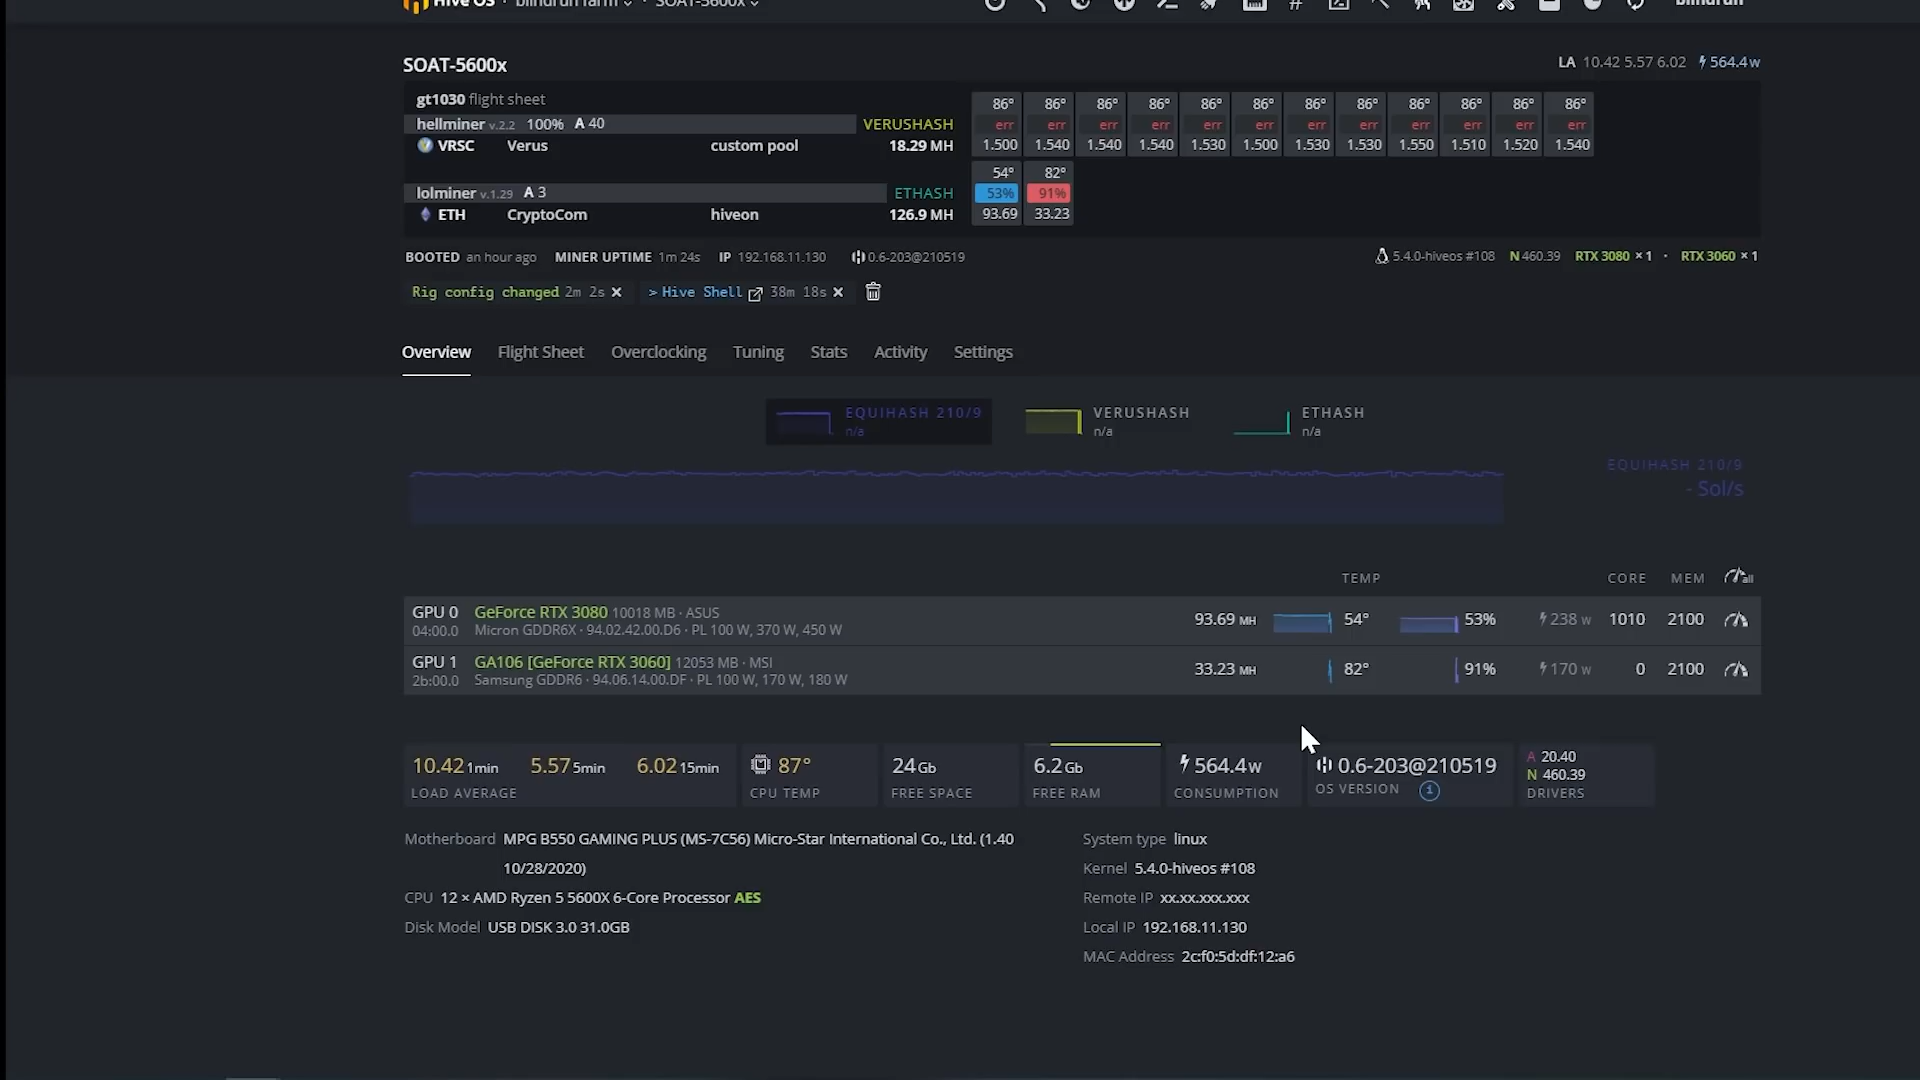 Hive OS · blindrun farm · SOAT-5600x
blindrun
SOAT-5600x
LA 10.42 5.57 6.02 564.4 w
gt1030 flight sheet
hellminer v.2.2 100% A 40 VERUSHASH
VRSC Verus custom pool 18.29 MH
86° 86° 86° 86° 86° 86° 86° 86° 86° 86° 86° 86°
err err err err err err err err err err err err
1.500 1.540 1.540 1.540 1.530 1.500 1.530 1.530 1.550 1.510 1.520 1.540
lolminer v.1.29 A 3 ETHASH
ETH CryptoCom hiveon 126.9 MH
54° 82°
53% 91%
93.69 33.23
BOOTED an hour ago MINER UPTIME 1m 24s IP 192.168.11.130 0.6-203@210519
5.4.0-hiveos #108 N 460.39 RTX 3080 × 1 · RTX 3060 × 1
Rig config changed 2m 2s × > Hive Shell 38m 18s ×
Overview Flight Sheet Overclocking Tuning Stats Activity Settings
EQUIHASH 210/9 VERUSHASH ETHASH
n/a n/a n/a
EQUIHASH 210/9
- Sol/s
TEMP CORE MEM all
GPU 0 GeForce RTX 3080 10018 MB · ASUS
04:00.0 Micron GDDR6X · 94.02.42.00.D6 · PL 100 W, 370 W, 450 W
93.69 MH 54° 53% 238 w 1010 2100
GPU 1 GA106 [GeForce RTX 3060] 12053 MB · MSI
2b:00.0 Samsung GDDR6 · 94.06.14.00.DF · PL 100 W, 170 W, 180 W
33.23 MH 82° 91% 170 w 0 2100
10.42 1min 5.57 5min 6.02 15min
LOAD AVERAGE
87°
CPU TEMP
24 Gb
FREE SPACE
6.2 Gb
FREE RAM
564.4 w
CONSUMPTION
0.6-203@210519
OS VERSION i
A 20.40
N 460.39
DRIVERS
Motherboard MPG B550 GAMING PLUS (MS-7C56) Micro-Star International Co., Ltd. (1.40
10/28/2020)
CPU 12 × AMD Ryzen 5 5600X 6-Core Processor AES
Disk Model USB DISK 3.0 31.0GB
System type linux
Kernel 5.4.0-hiveos #108
Remote IP xx.xx.xxx.xxx
Local IP 192.168.11.130
MAC Address 2c:f0:5d:df:12:a6